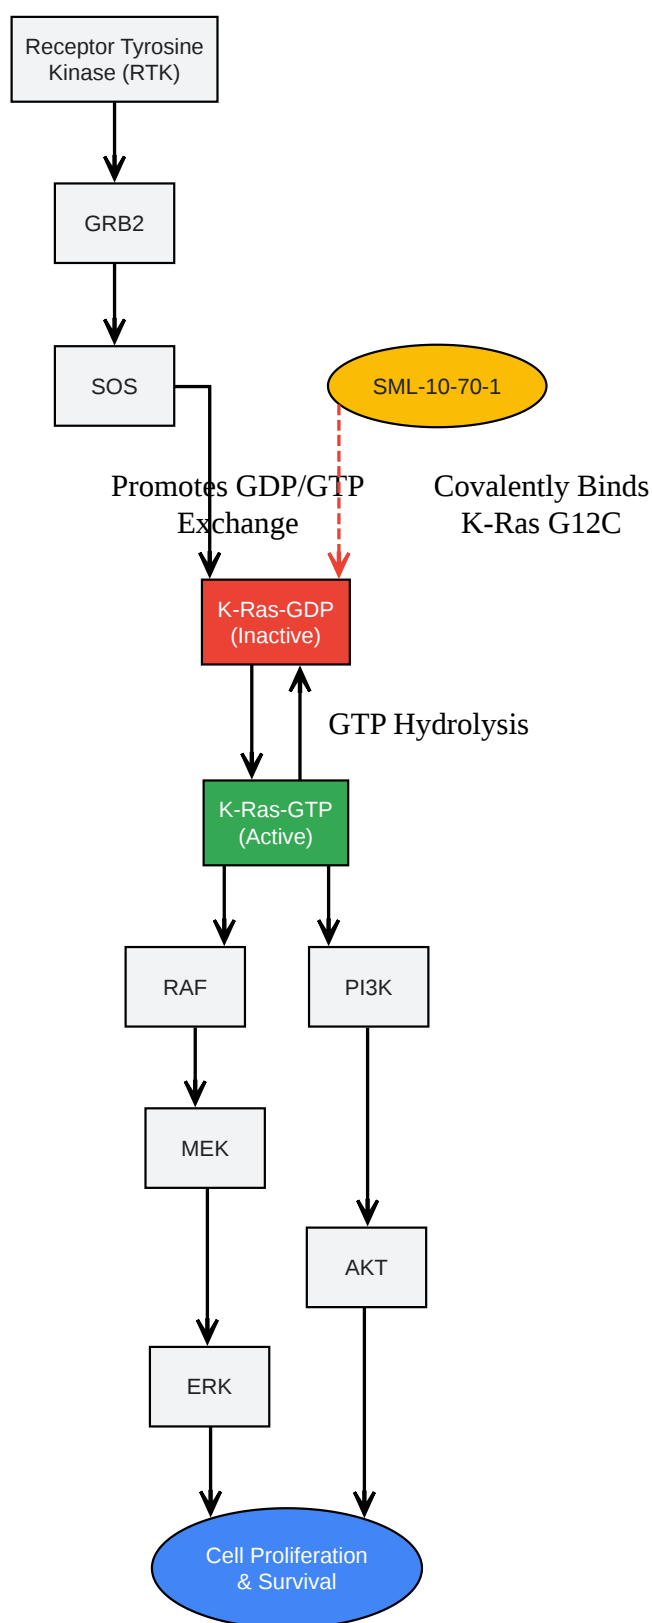 Receptor Tyrosine
Kinase (RTK)
GRB2
SOS
SML-10-70-1
Promotes GDP/GTP
Exchange
Covalently Binds
K-Ras G12C
K-Ras-GDP
(Inactive)
GTP Hydrolysis
K-Ras-GTP
(Active)
RAF
PI3K
MEK
AKT
ERK
Cell Proliferation
& Survival